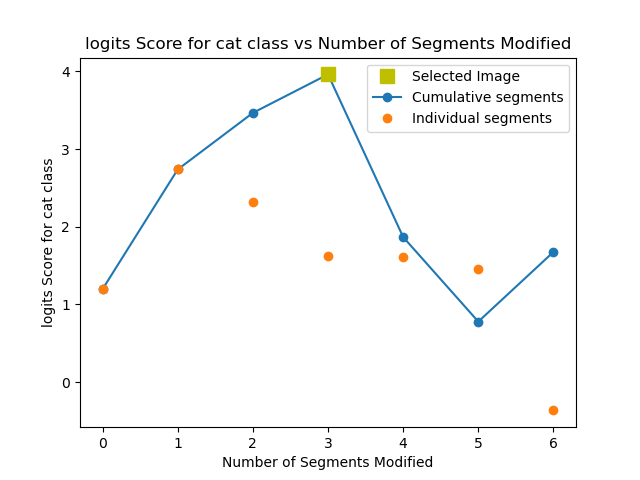 logits Score for cat class vs Number of Segments Modified
Selected Image
Cumulative segments
Individual segments
4
3
2
1
0
logits Score for cat class
0 1 2 3 4 5 6
Number of Segments Modified